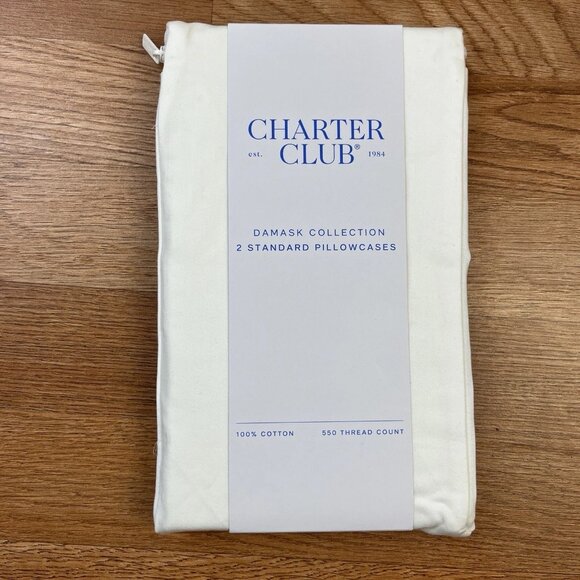 CHARTER
est. CLUB® 1984
DAMASK COLLECTION
2 STANDARD PILLOWCASES
100% COTTON 550 THREAD COUNT